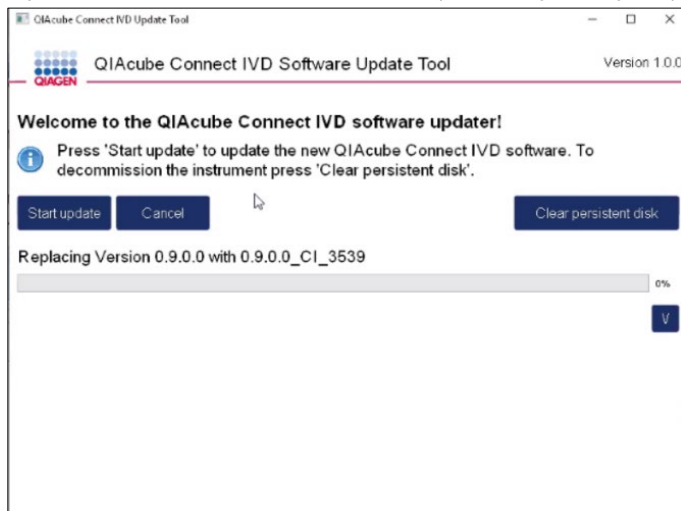 QIAcube Connect IVD Update Tool
QIAGEN
QIAcube Connect IVD Software Update Tool
Version 1.0.0
Welcome to the QIAcube Connect IVD software updater!
Press 'Start update' to update the new QIAcube Connect IVD software. To
decommission the instrument press 'Clear persistent disk'.
Start update
Cancel
Clear persistent disk
Replacing Version 0.9.0.0 with 0.9.0.0_CI_3539
0%
V